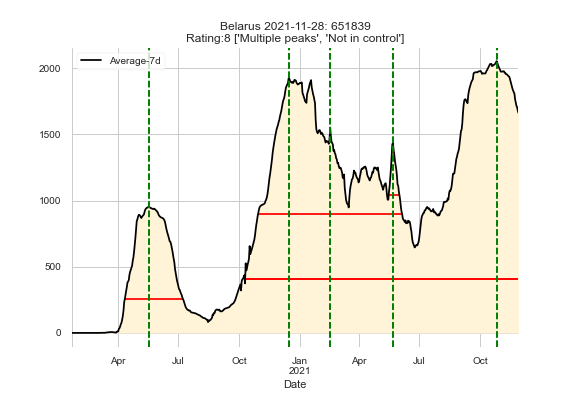 Belarus 2021-11-28: 651839
Rating:8 ['Multiple peaks', 'Not in control']
Average-7d
2000
1500
1000
500
0
Apr Jul Oct Jan Apr Jul Oct
2021
Date